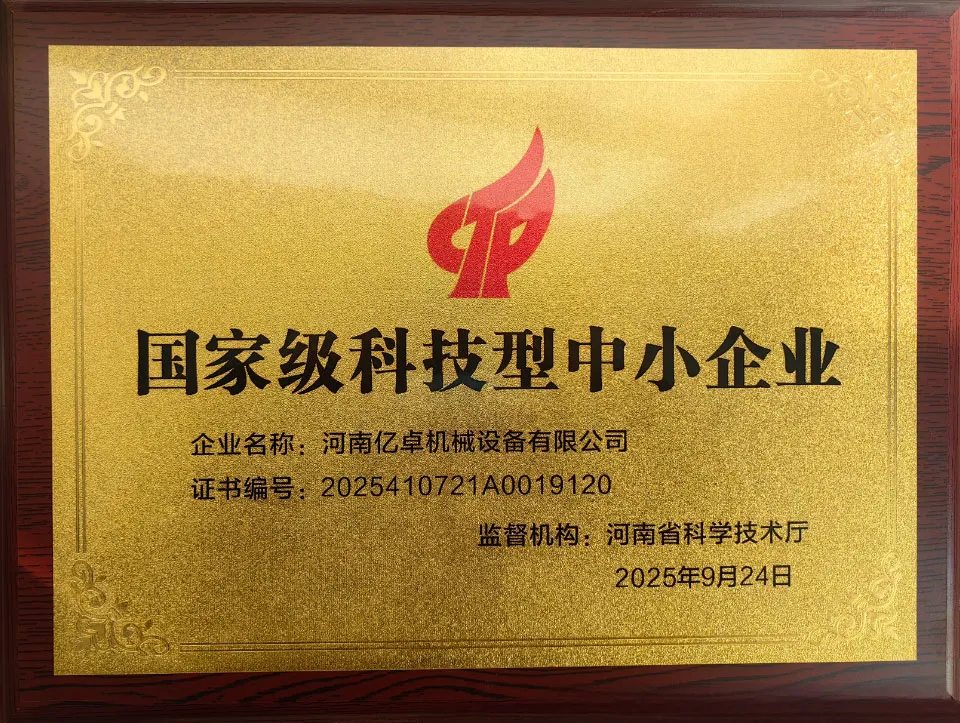 国家级科技型中小企业
企业名称：河南亿卓机械设备有限公司
证书编号：2025410721A0019120
监督机构：河南省科学技术厅
2025年9月24日